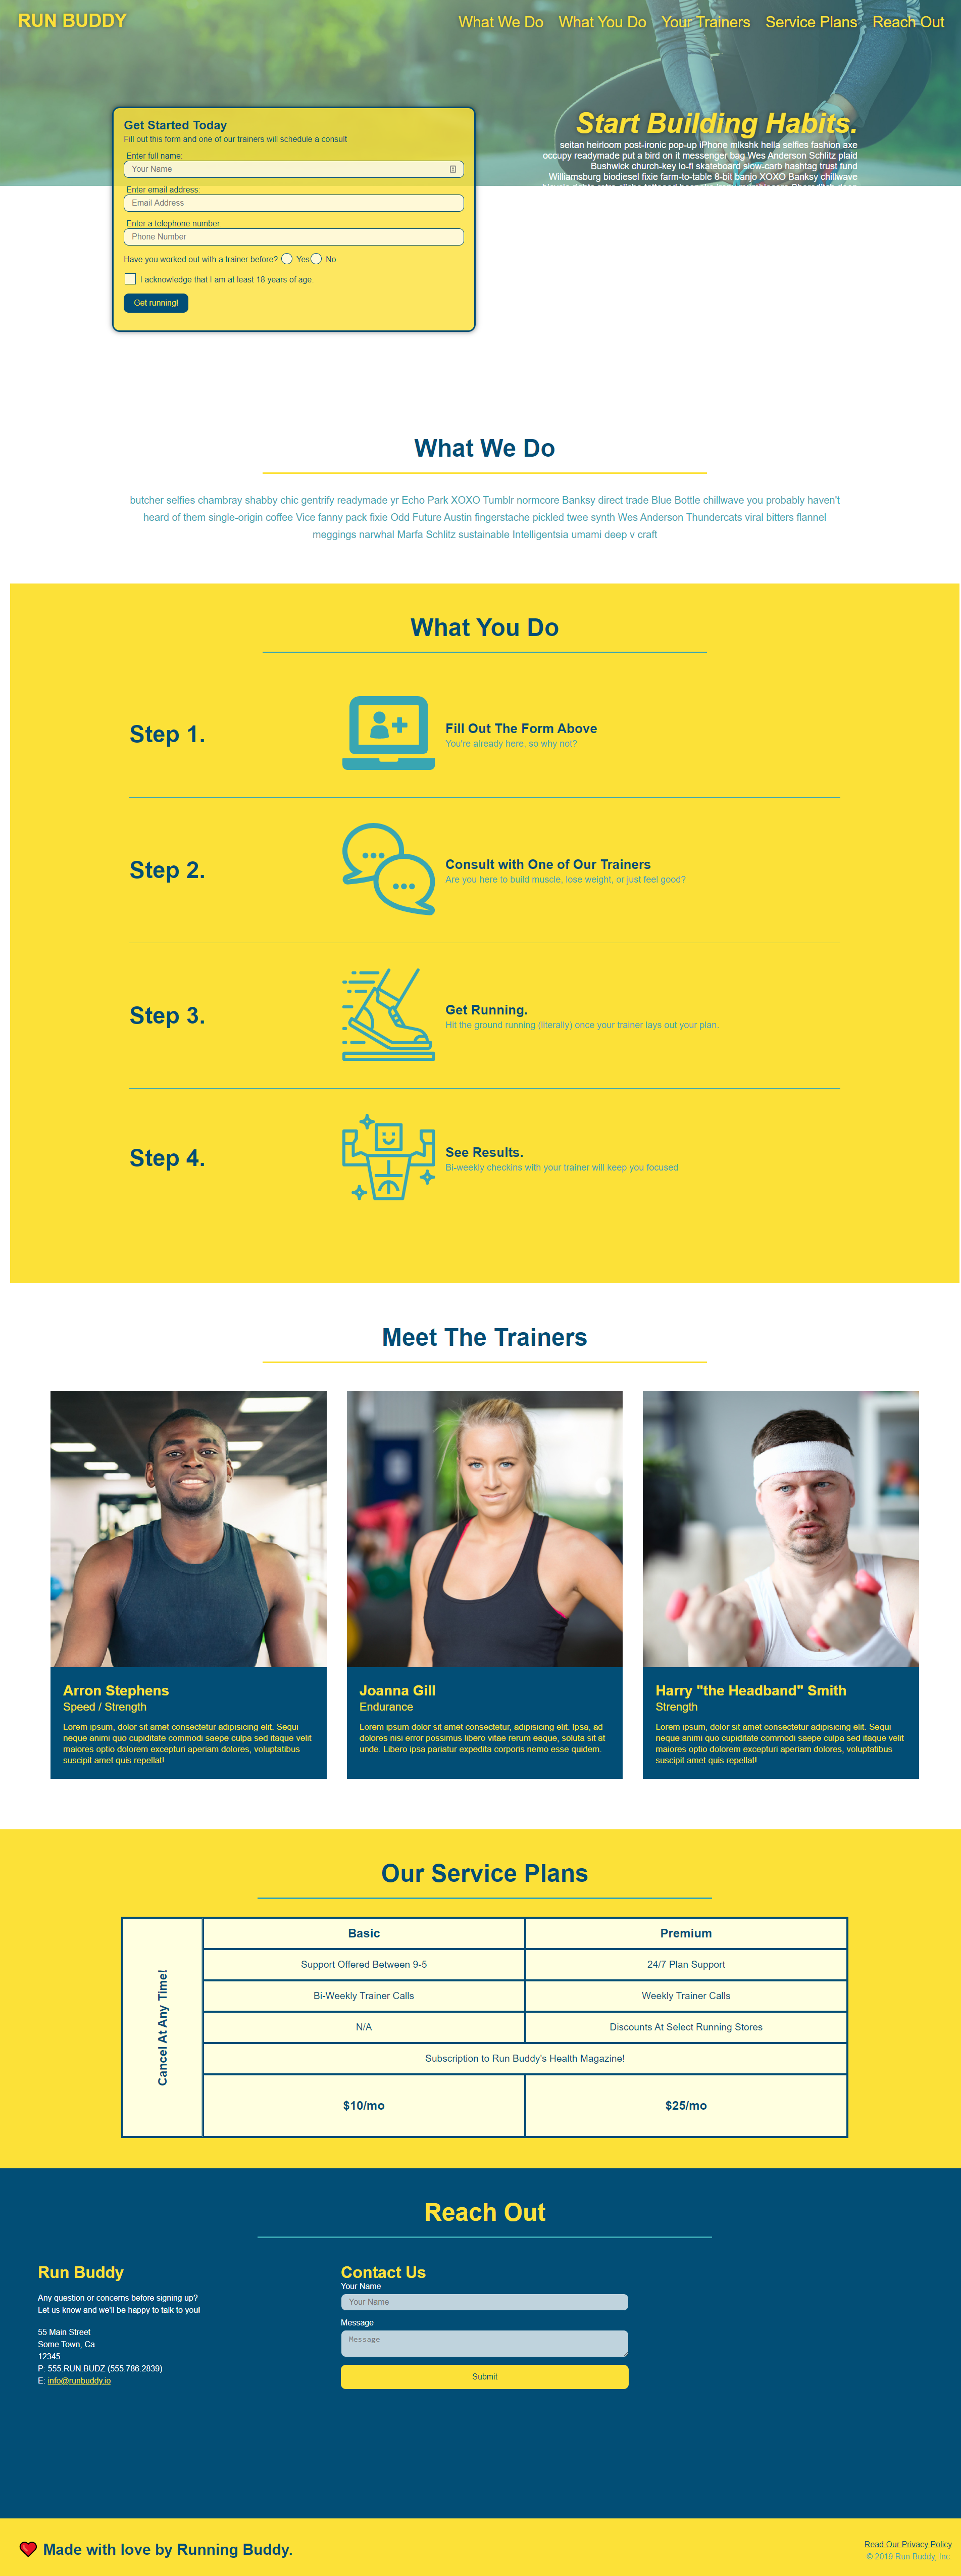 RUN BUDDY
What We Do What You Do Your Trainers Service Plans Reach Out
Get Started Today
Fill out this form and one of our trainers will schedule a consult
Enter full name:
Your Name
Enter email address:
Email Address
Enter a telephone number:
Phone Number
Have you worked out with a trainer before? Yes No
I acknowledge that I am at least 18 years of age.
Get running!
Start Building Habits.
seitan heirloom post-ironic pop-up iPhone mlkshk hella selfies fashion axe
occupy readymade put a bird on it messenger bag Wes Anderson Schlitz plaid
Bushwick church-key lo-fi skateboard slow-carb hashtag trust fund
Williamsburg biodiesel fixie farm-to-table 8-bit banjo XOXO Banksy chillwave
What We Do
butcher selfies chambray shabby chic gentrify readymade yr Echo Park XOXO Tumblr normcore Banksy direct trade Blue Bottle chillwave you probably haven't
heard of them single-origin coffee Vice fanny pack fixie Odd Future Austin fingerstache pickled twee synth Wes Anderson Thundercats viral bitters flannel
meggings narwhal Marfa Schlitz sustainable Intelligentsia umami deep v craft
What You Do
Step 1.
Fill Out The Form Above
You're already here, so why not?
Step 2.
Consult with One of Our Trainers
Are you here to build muscle, lose weight, or just feel good?
Step 3.
Get Running.
Hit the ground running (literally) once your trainer lays out your plan.
Step 4.
See Results.
Bi-weekly checkins with your trainer will keep you focused
Meet The Trainers
Arron Stephens
Speed / Strength
Lorem ipsum, dolor sit amet consectetur adipisicing elit. Sequi
neque animi quo cupiditate commodi saepe culpa sed itaque velit
maiores optio dolorem excepturi aperiam dolores, voluptatibus
suscipit amet quis repellat!
Joanna Gill
Endurance
Lorem ipsum dolor sit amet consectetur, adipisicing elit. Ipsa, ad
dolores nisi error possimus libero vitae rerum eaque, soluta sit at
unde. Libero ipsa pariatur expedita corporis nemo esse quidem.
Harry "the Headband" Smith
Strength
Lorem ipsum, dolor sit amet consectetur adipisicing elit. Sequi
neque animi quo cupiditate commodi saepe culpa sed itaque velit
maiores optio dolorem excepturi aperiam dolores, voluptatibus
suscipit amet quis repellat!
Our Service Plans
Cancel At Any Time!
Basic Premium
Support Offered Between 9-5 24/7 Plan Support
Bi-Weekly Trainer Calls Weekly Trainer Calls
N/A Discounts At Select Running Stores
Subscription to Run Buddy's Health Magazine!
$10/mo $25/mo
Reach Out
Run Buddy
Any question or concerns before signing up?
Let us know and we'll be happy to talk to you!
55 Main Street
Some Town, Ca
12345
P: 555.RUN.BUDZ (555.786.2839)
E: info@runbuddy.io
Contact Us
Your Name
Your Name
Message
Message
Submit
Made with love by Running Buddy.
Read Our Privacy Policy
© 2019 Run Buddy, Inc.